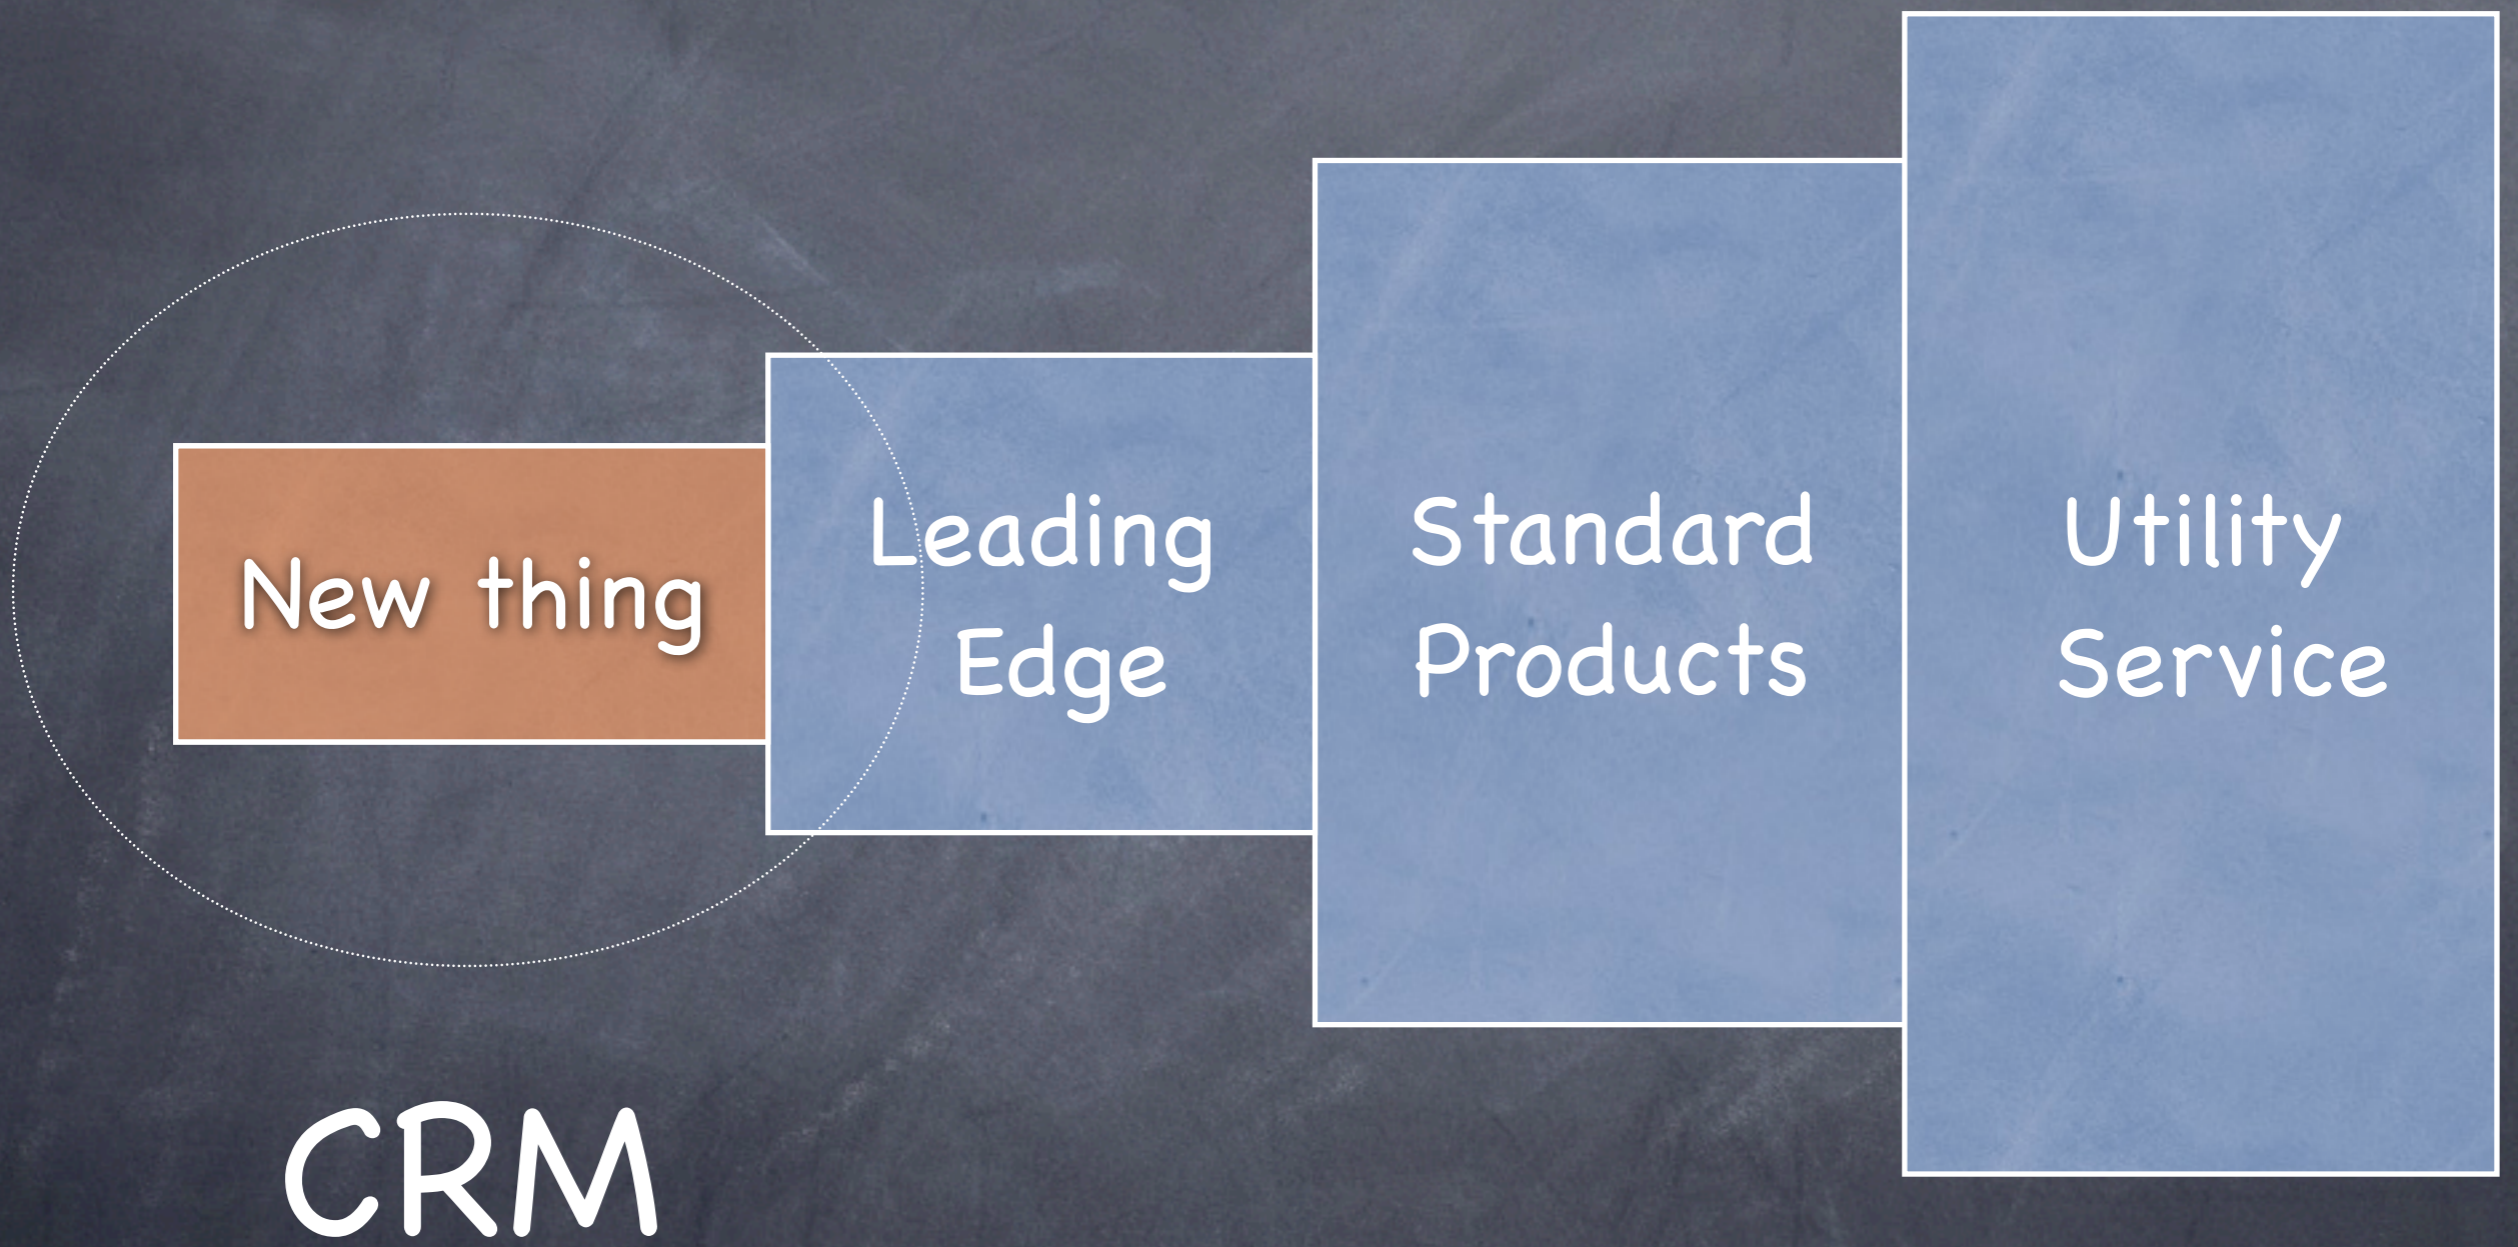 New thing
Leading
Edge
Standard
Products
Utility
Service
CRM